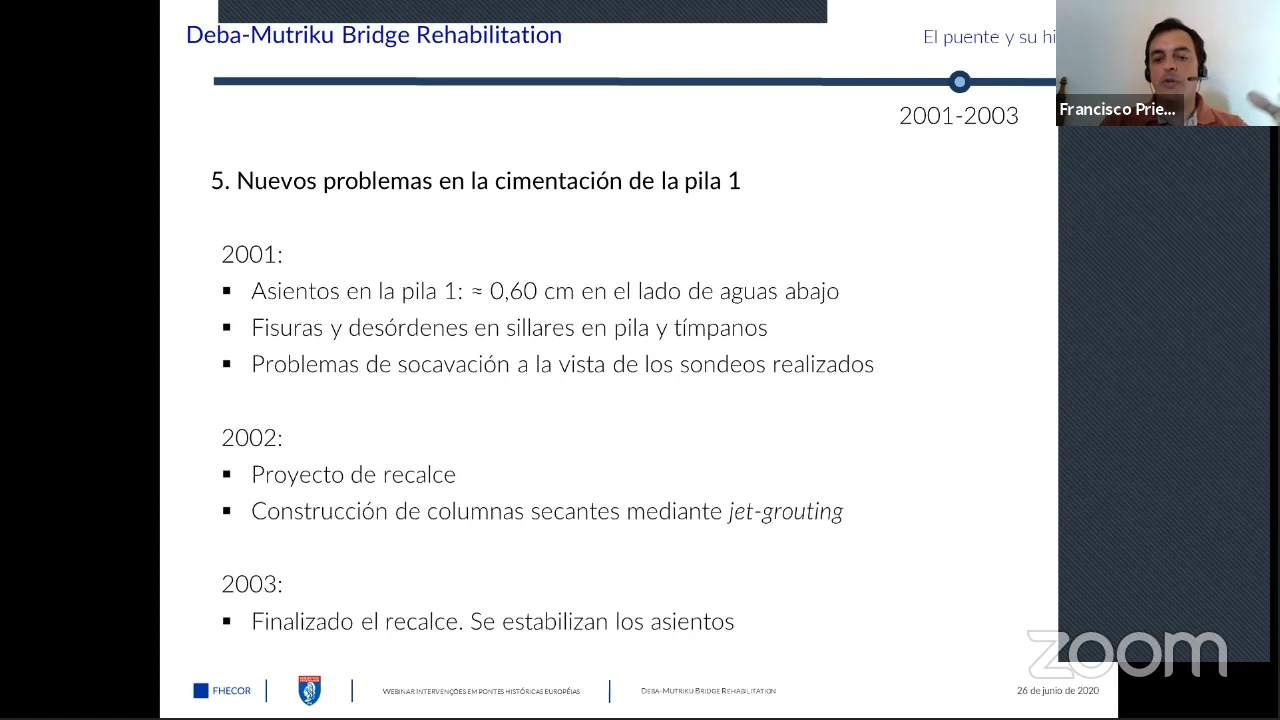 Deba-Mutriku Bridge Rehabilitation
El puente y su hi
Francisco Prie...
2001-2003
5. Nuevos problemas en la cimentación de la pila 1
2001:
▪ Asientos en la pila 1: ≈ 0,60 cm en el lado de aguas abajo
▪ Fisuras y desórdenes en sillares en pila y tímpanos
▪ Problemas de socavación a la vista de los sondeos realizados
2002:
▪ Proyecto de recalce
▪ Construcción de columnas secantes mediante jet-grouting
2003:
▪ Finalizado el recalce. Se estabilizan los asientos
zoom
FHECOR
WEBINAR INTERVENÇÕES EM PONTES HISTÓRICAS EUROPÉIAS
DEBA-MUTRIKU BRIDGE REHABILITATION
26 de junio de 2020